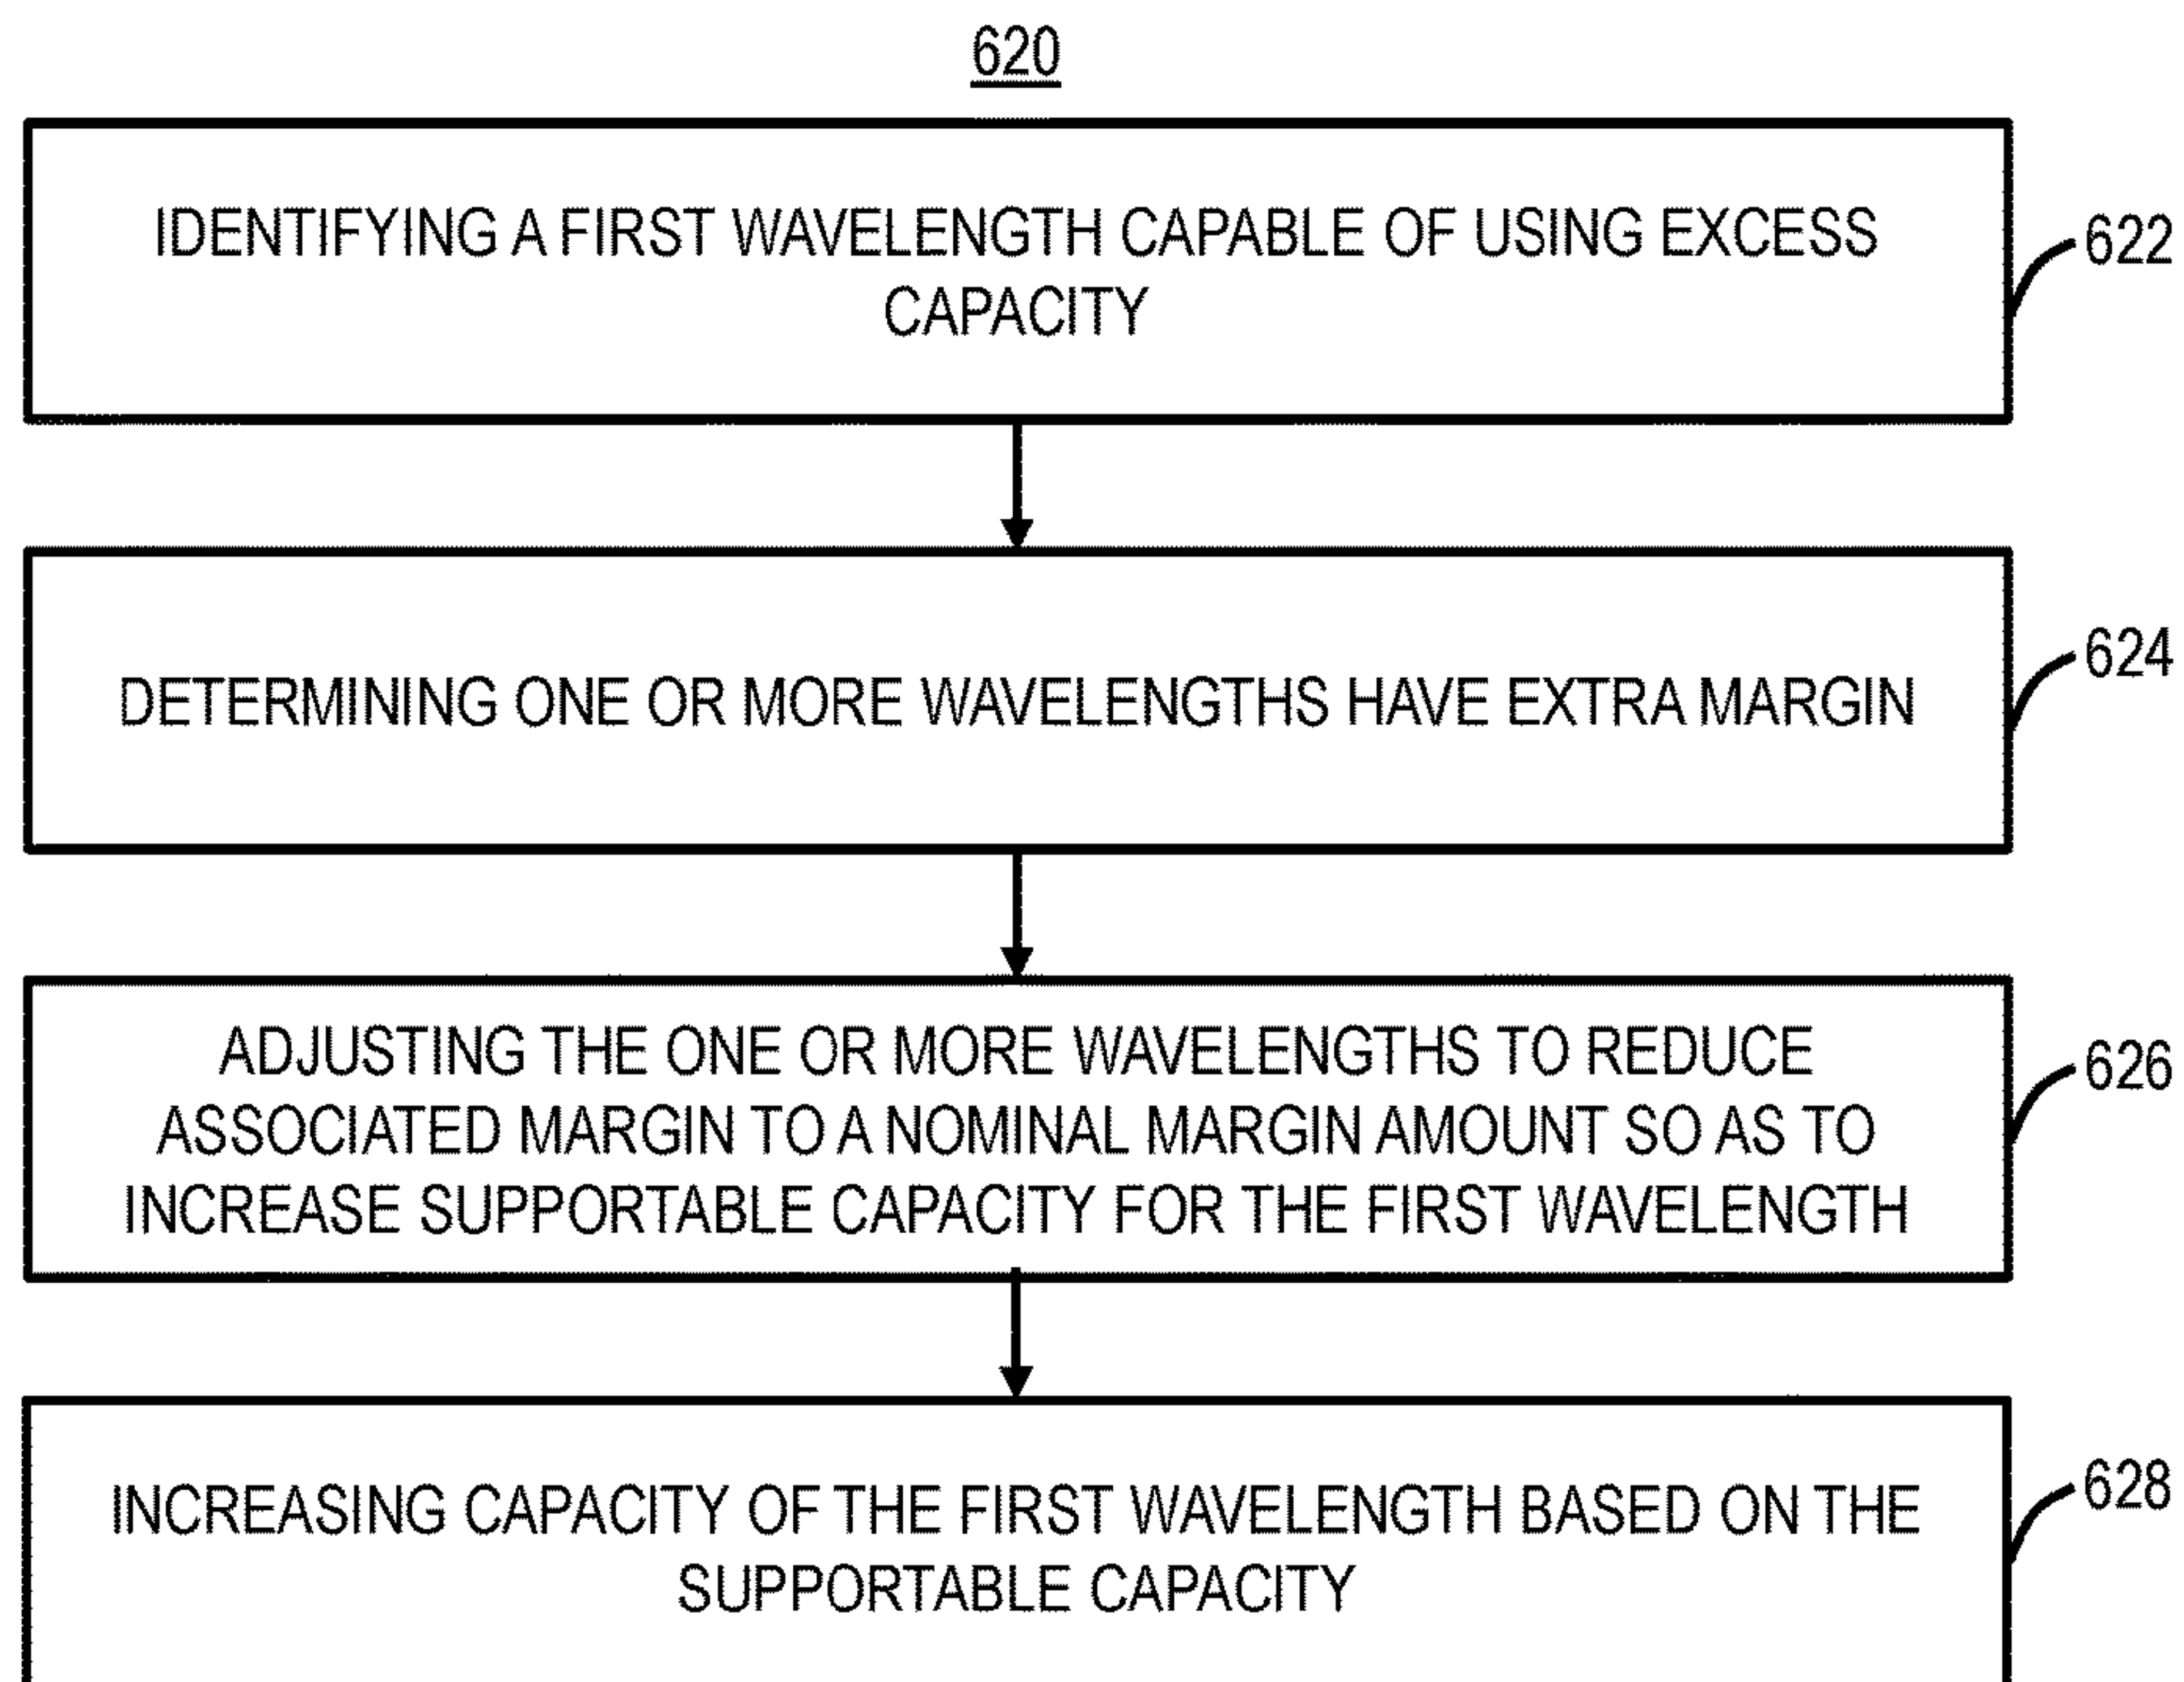 620
IDENTIFYING A FIRST WAVELENGTH CAPABLE OF USING EXCESS
CAPACITY
622
DETERMINING ONE OR MORE WAVELENGTHS HAVE EXTRA MARGIN
624
ADJUSTING THE ONE OR MORE WAVELENGTHS TO REDUCE
ASSOCIATED MARGIN TO A NOMINAL MARGIN AMOUNT SO AS TO
INCREASE SUPPORTABLE CAPACITY FOR THE FIRST WAVELENGTH
626
INCREASING CAPACITY OF THE FIRST WAVELENGTH BASED ON THE
SUPPORTABLE CAPACITY
628